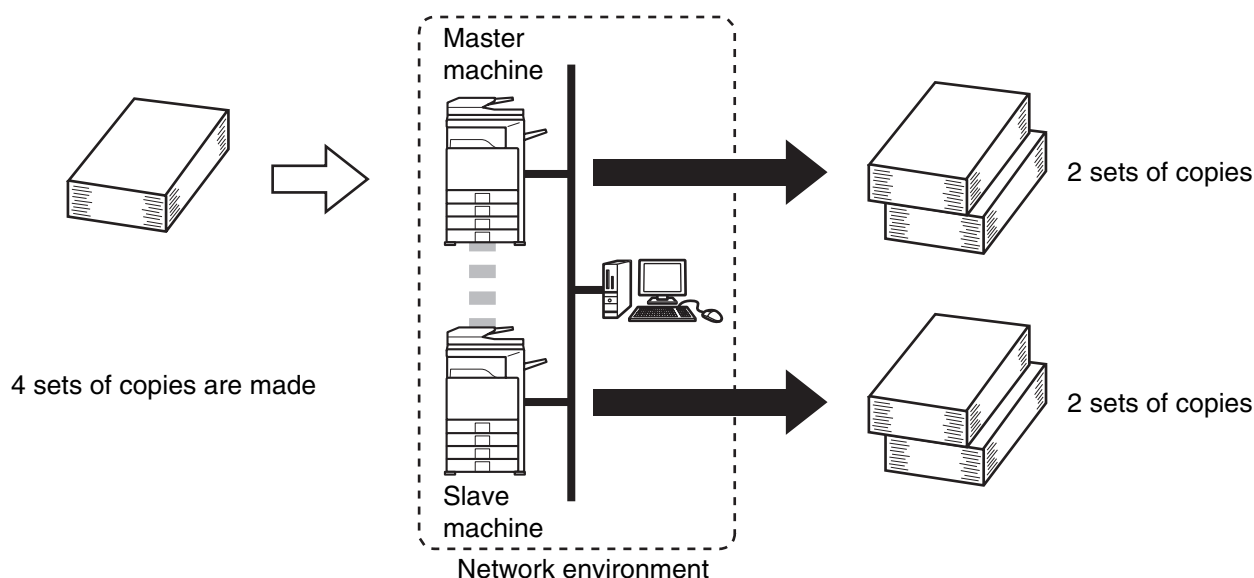 Master
machine
2 sets of copies
4 sets of copies are made
2 sets of copies
Slave
machine
Network environment